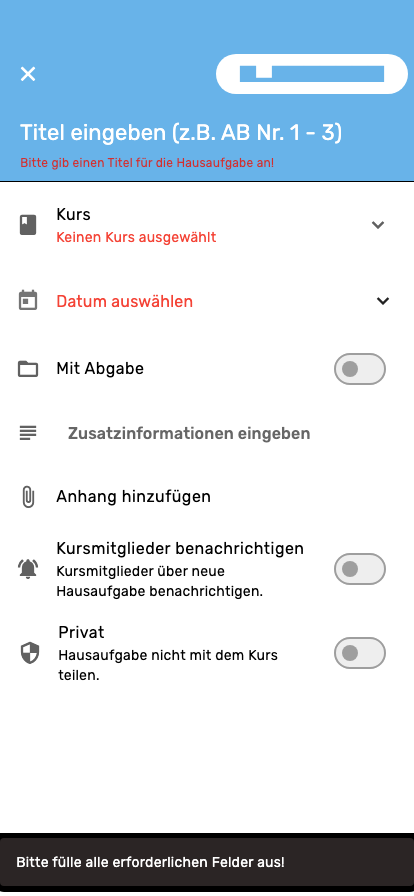 Titel eingeben (z.B. AB Nr. 1 - 3)
Bitte gib einen Titel für die Hausaufgabe an!
Kurs
Keinen Kurs ausgewählt
Datum auswählen
Mit Abgabe
Zusatzinformationen eingeben
Anhang hinzufügen
Kursmitglieder benachrichtigen
Kursmitglieder über neue
Hausaufgabe benachrichtigen.
Privat
Hausaufgabe nicht mit dem Kurs
teilen.
Bitte fülle alle erforderlichen Felder aus!